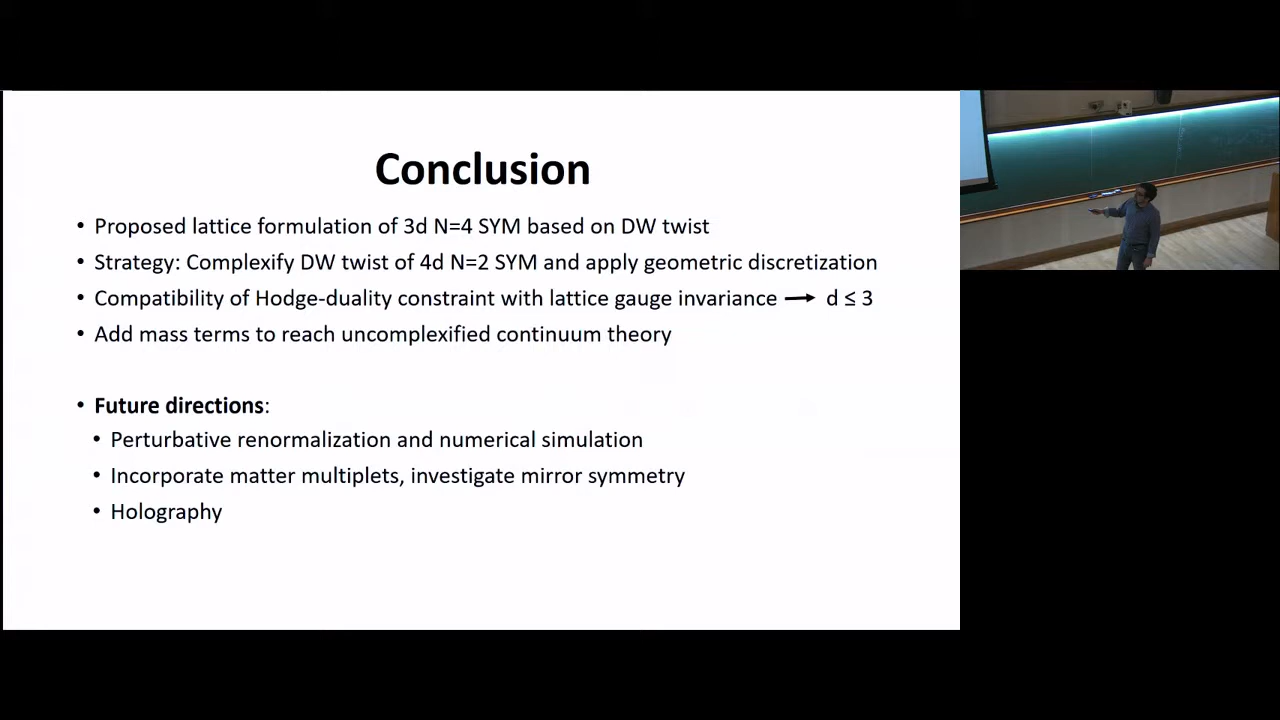 Conclusion
• Proposed lattice formulation of 3d N=4 SYM based on DW twist
• Strategy: Complexify DW twist of 4d N=2 SYM and apply geometric discretization
• Compatibility of Hodge-duality constraint with lattice gauge invariance ⟶ d ≤ 3
• Add mass terms to reach uncomplexified continuum theory
• Future directions:
• Perturbative renormalization and numerical simulation
• Incorporate matter multiplets, investigate mirror symmetry
• Holography